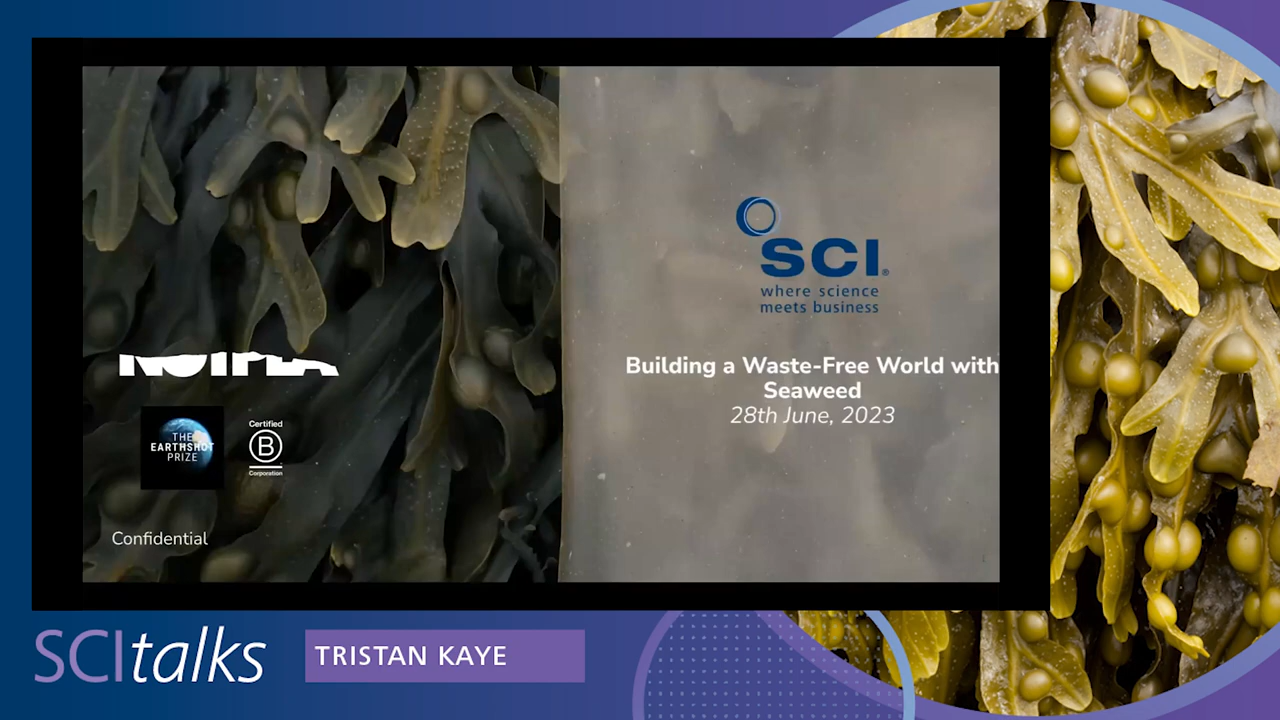 THE
EARTHSHOT
PRIZE
Certified
B
Corporation
Confidential
SCI®
where science
meets business
Building a Waste-Free World with
Seaweed
28th June, 2023
SCItalks
TRISTAN KAYE